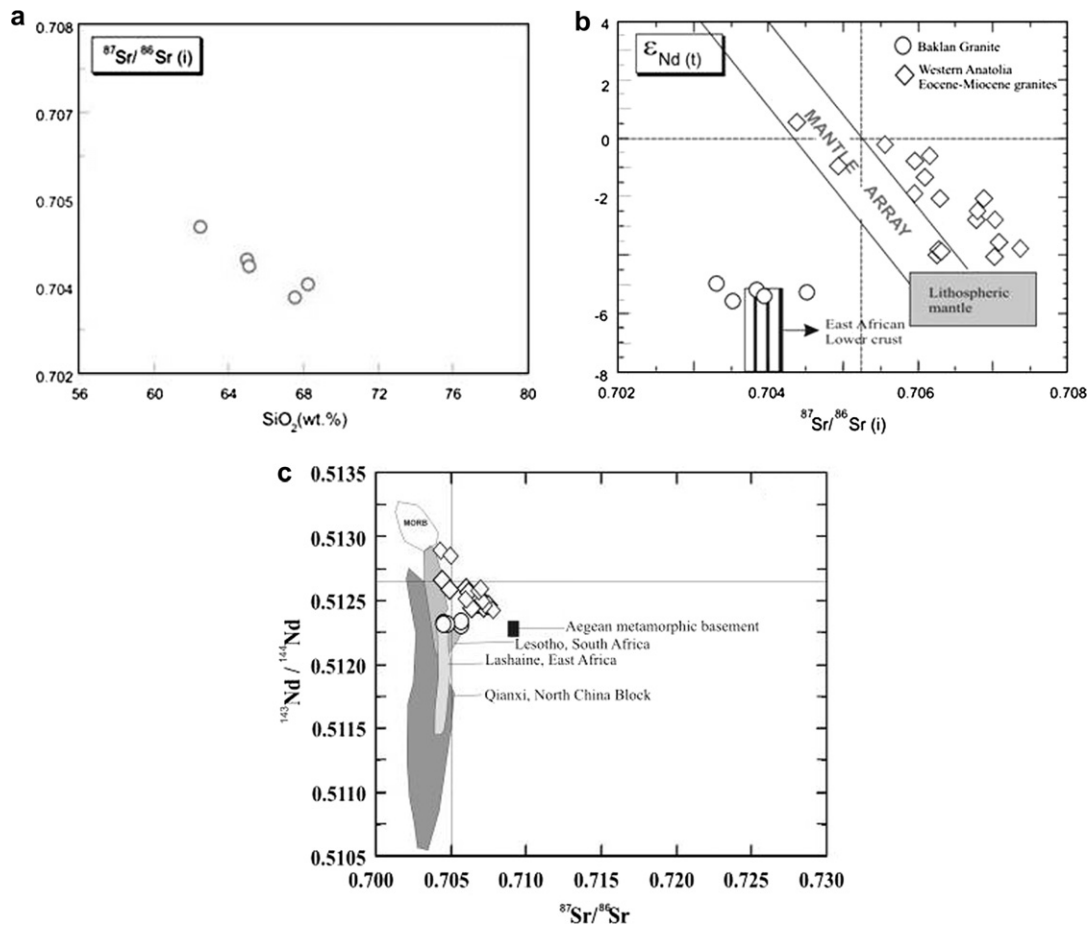 a
0.708
0.707
0.705
0.704
0.702
87Sr/86Sr (i)
56
60
64
68
72
76
80
SiO2(wt.%)
b
4
2
0
-2
-4
-6
-8
εNd (t)
Baklan Granite
Western Anatolia
Eocene-Miocene granites
MANTLE ARRAY
Lithospheric
mantle
East African
Lower crust
0.702
0.704
0.706
0.708
87Sr/86Sr (i)
c
0.5135
0.5130
0.5125
0.5120
0.5115
0.5110
0.5105
143Nd / 144Nd
MORB
Aegean metamorphic basement
Lesotho, South Africa
Lashaine, East Africa
Qianxi, North China Block
0.700
0.705
0.710
0.715
0.720
0.725
0.730
87Sr/86Sr